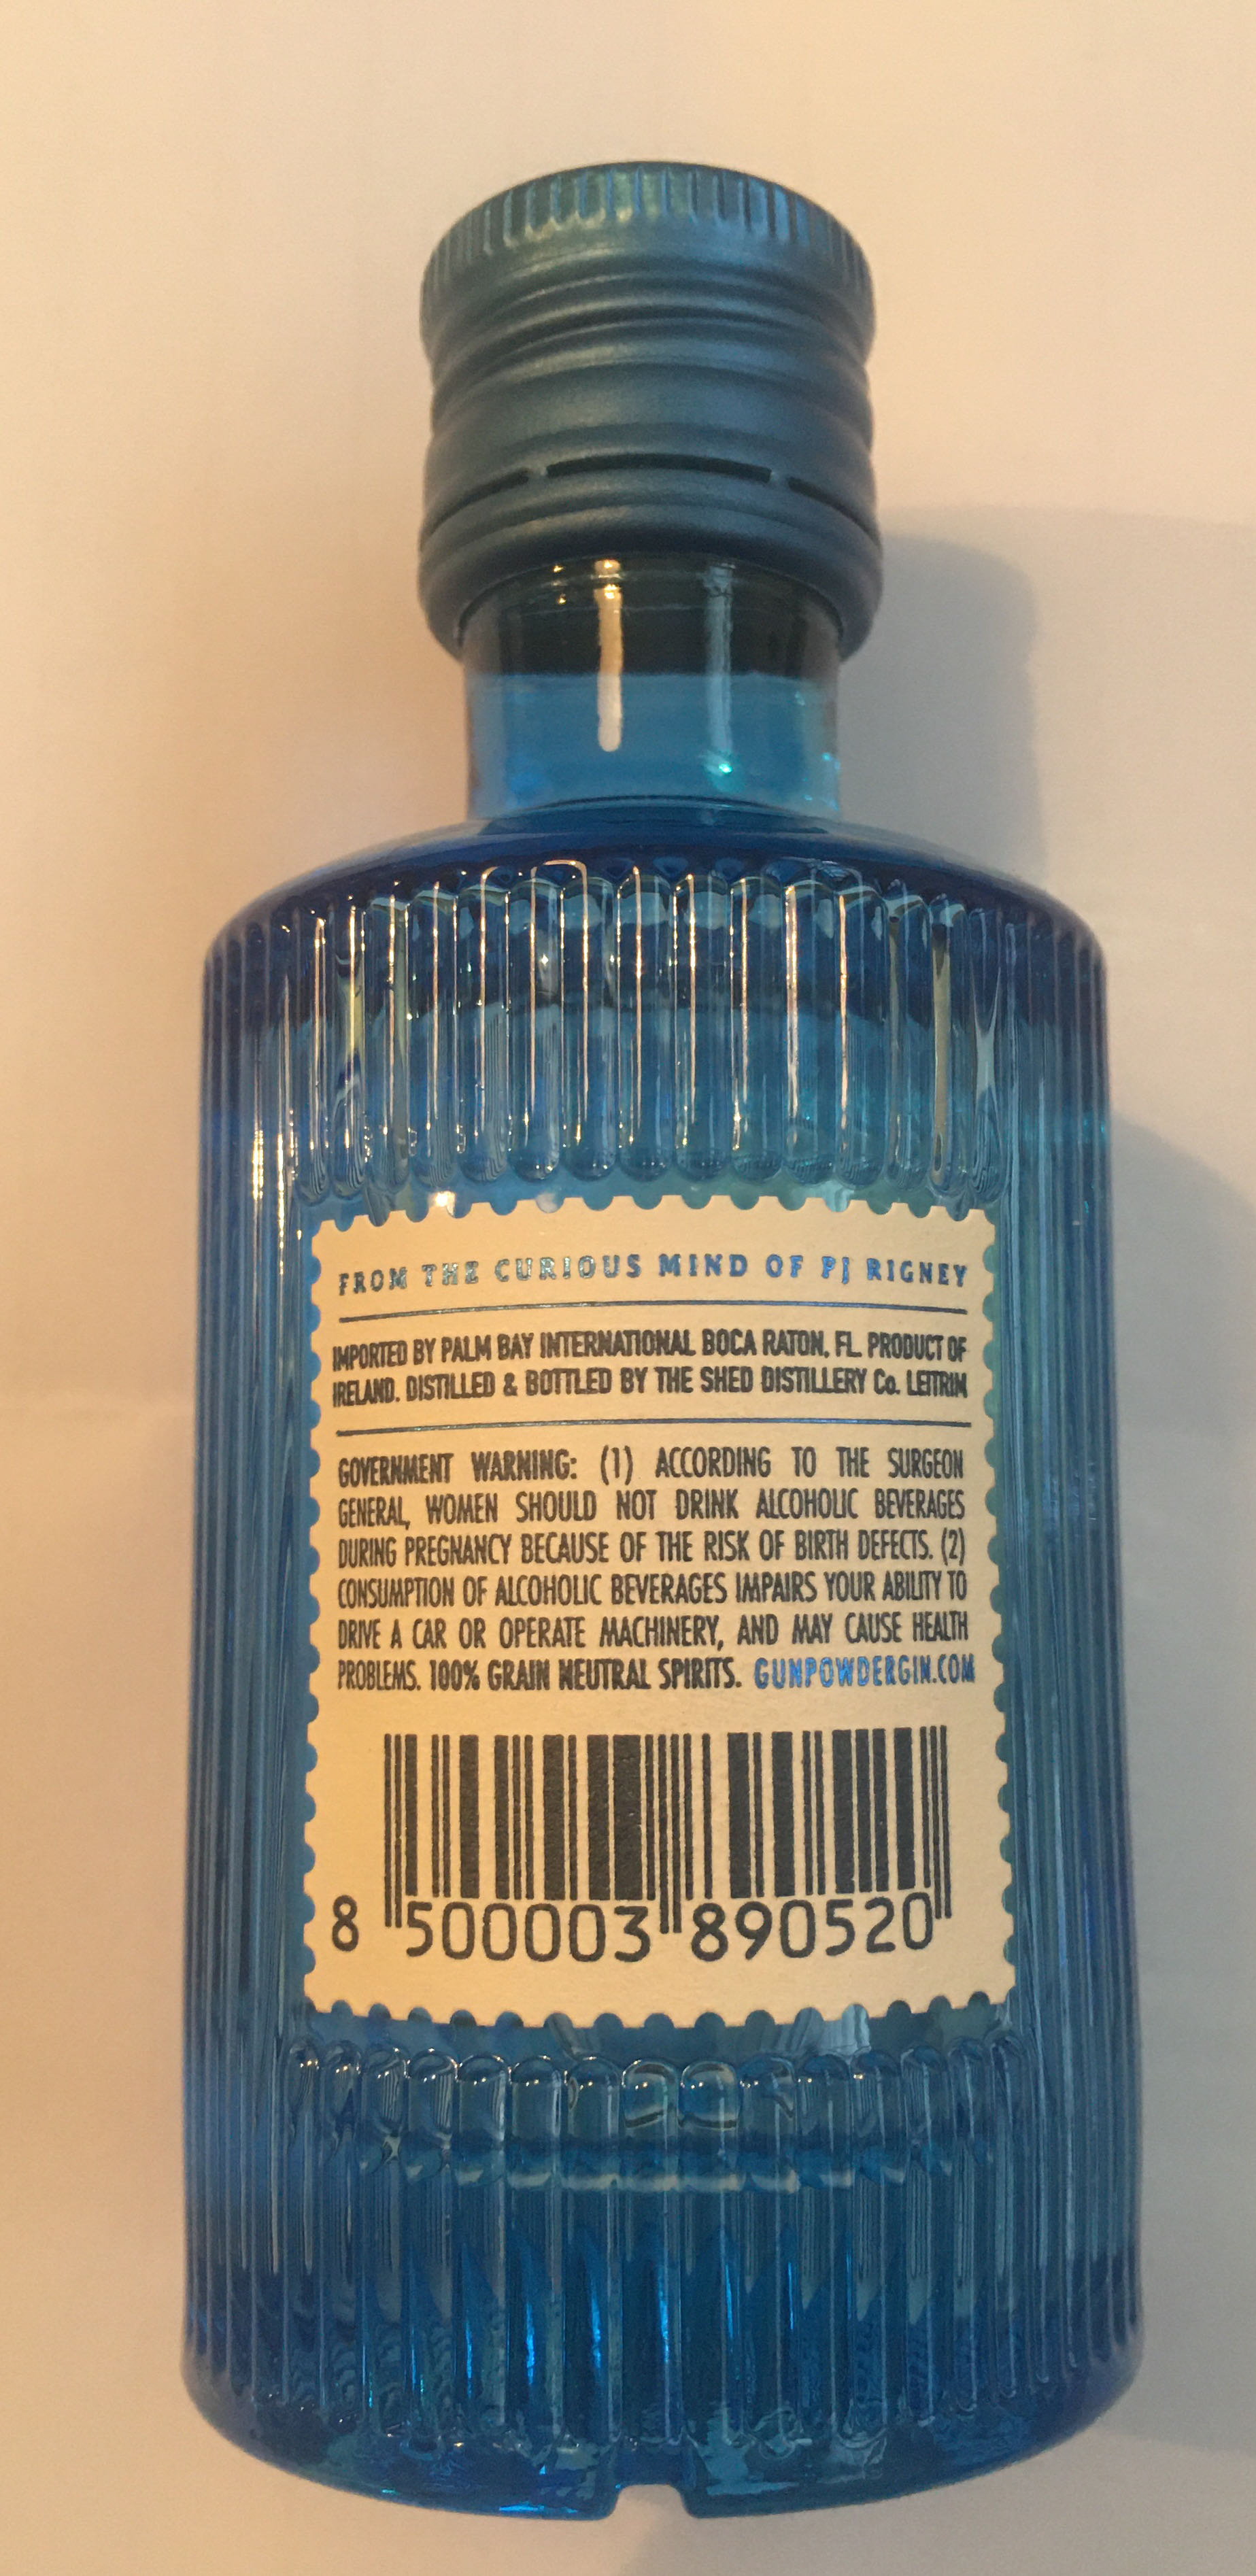 FROM THE CURIOUS MIND OF PJ RIGNEY
IMPORTED BY PALM BAY INTERNATIONAL BOCA RATON, FL. PRODUCT OF
IRELAND. DISTILLED & BOTTLED BY THE SHED DISTILLERY Co. LEITRIM
GOVERNMENT WARNING: (1) ACCORDING TO THE SURGEON
GENERAL, WOMEN SHOULD NOT DRINK ALCOHOLIC BEVERAGES
DURING PREGNANCY BECAUSE OF THE RISK OF BIRTH DEFECTS. (2)
CONSUMPTION OF ALCOHOLIC BEVERAGES IMPAIRS YOUR ABILITY TO
DRIVE A CAR OR OPERATE MACHINERY, AND MAY CAUSE HEALTH
PROBLEMS. 100% GRAIN NEUTRAL SPIRITS. GUNPOWDERGIN.COM
8 500003 890520